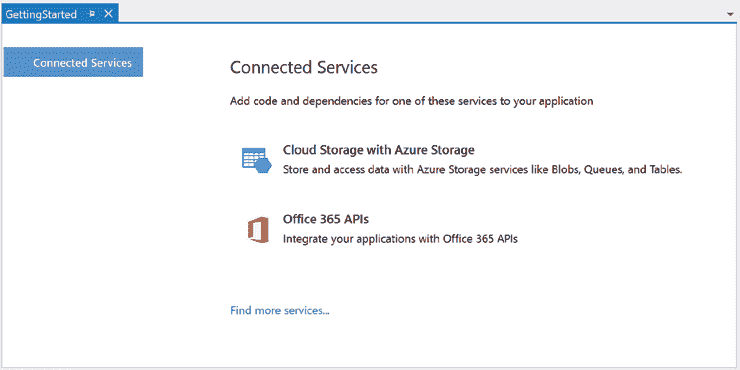 GettingStarted
Connected Services
Connected Services
Add code and dependencies for one of these services to your application
Cloud Storage with Azure Storage
Store and access data with Azure Storage services like Blobs, Queues, and Tables.
Office 365 APIs
Integrate your applications with Office 365 APIs
Find more services...